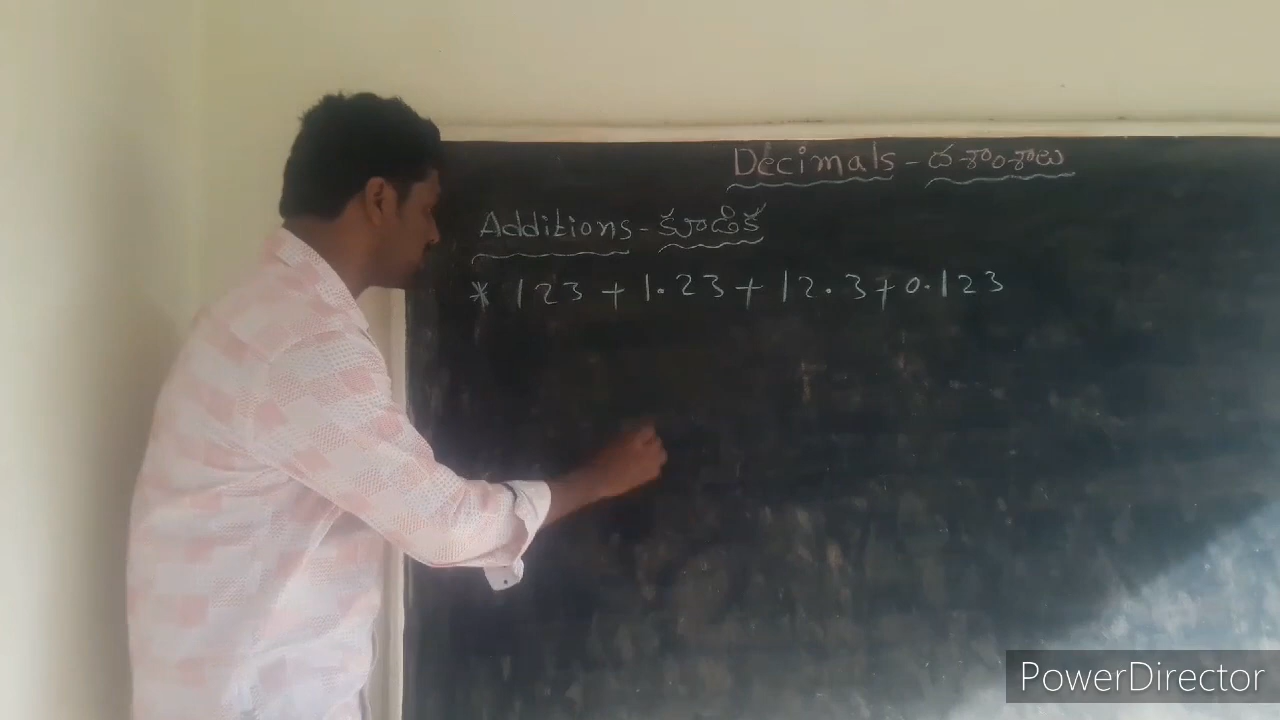 Decimals - దశాంశాలు
Additions - కూడిక
* 123 + 1.23 + 12.3 + 0.123
PowerDirector